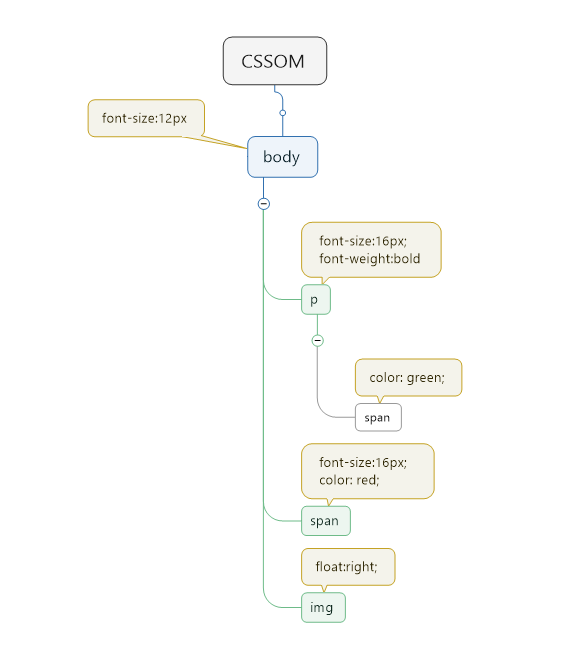 CSSOM
font-size:12px
body
font-size:16px;
font-weight:bold
p
color: green;
span
font-size:16px;
color: red;
span
float:right;
img